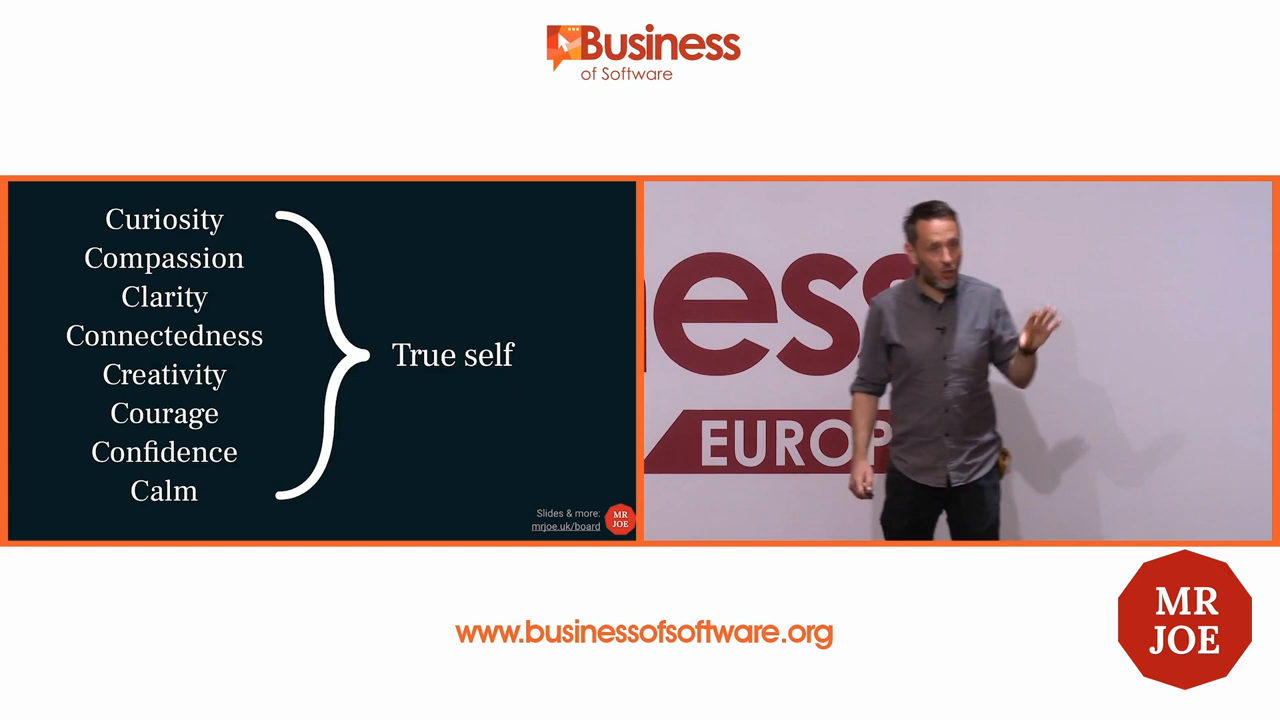 Business
of Software
Curiosity
Compassion
Clarity
Connectedness
Creativity
Courage
Confidence
Calm
True self
Slides & more:
mrjoe.uk/board
MR
JOE
ness
EUROP
www.businessofsoftware.org
MR
JOE